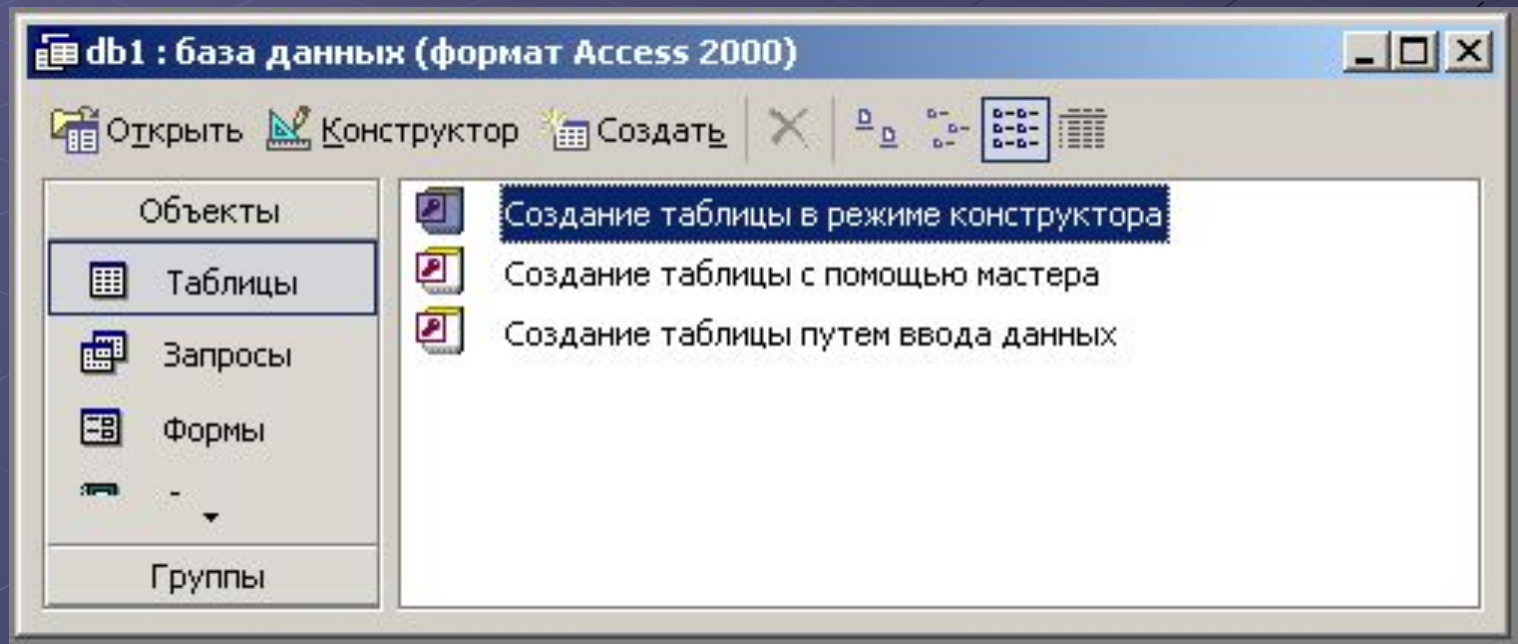 db1 : база данных (формат Access 2000)
Открыть Конструктор Создать
Объекты
Таблицы
Запросы
Формы
Группы
Создание таблицы в режиме конструктора
Создание таблицы с помощью мастера
Создание таблицы путем ввода данных